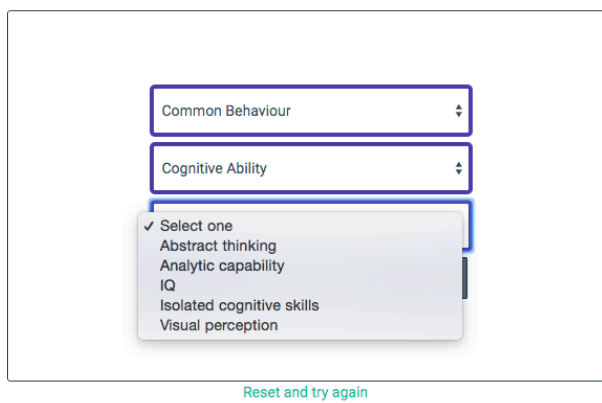 Common Behaviour
Cognitive Ability
✓ Select one
Abstract thinking
Analytic capability
IQ
Isolated cognitive skills
Visual perception
Reset and try again